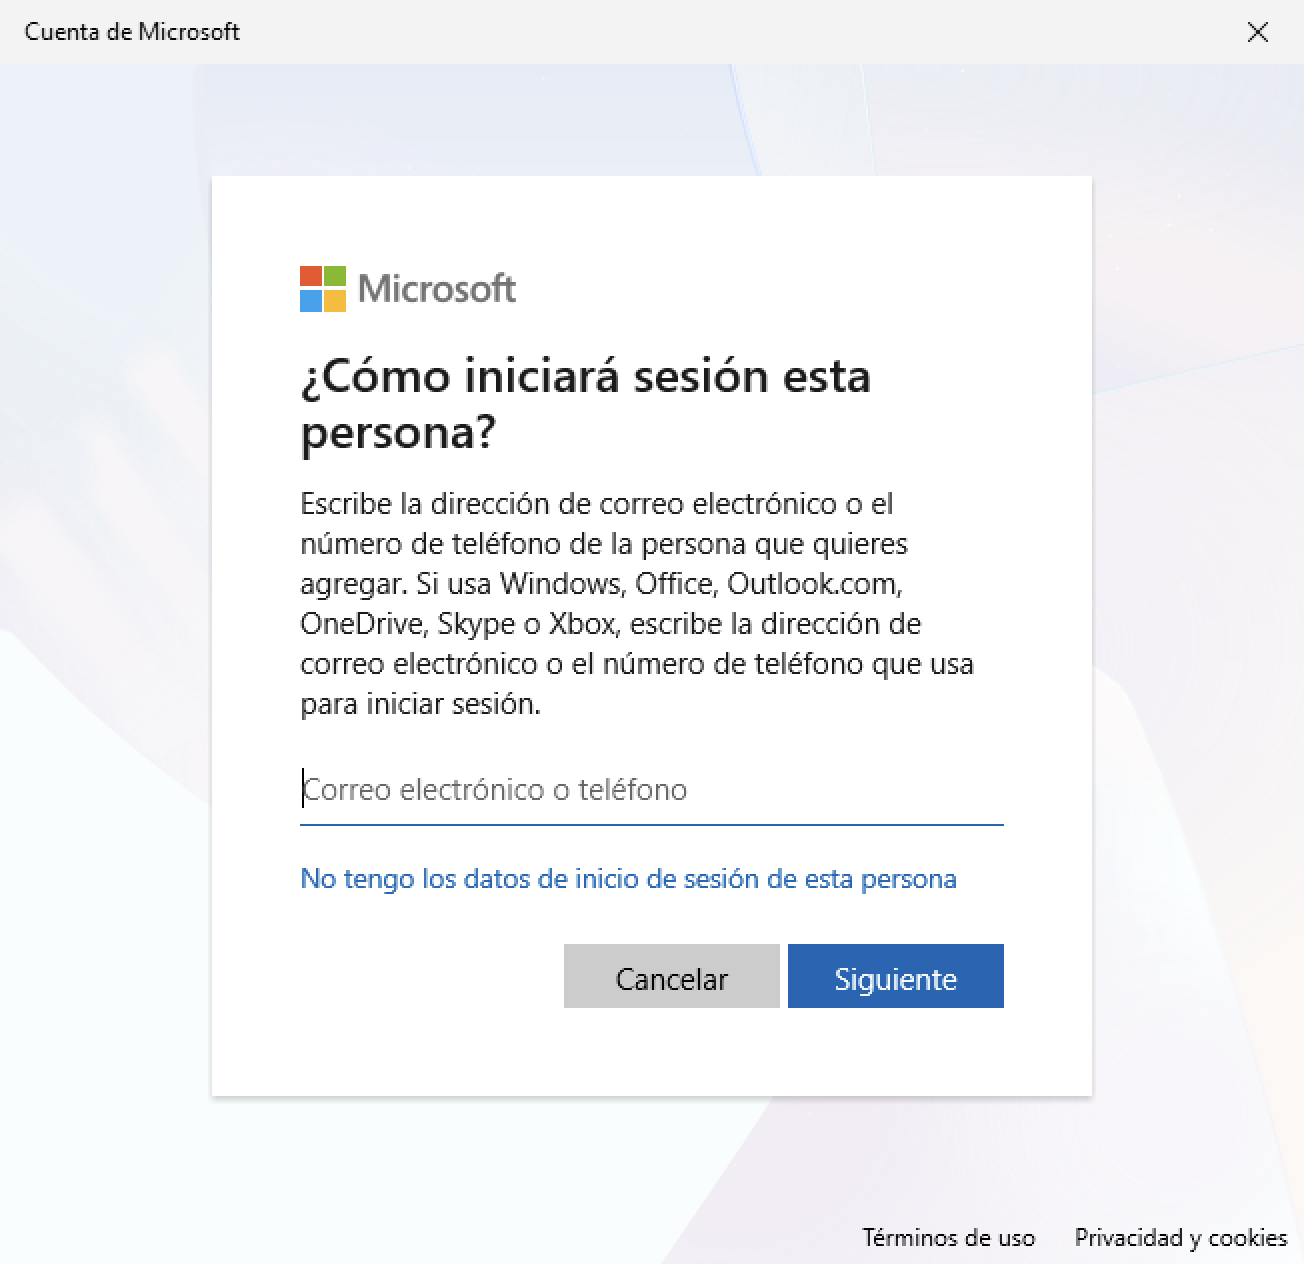 Cuenta de Microsoft
Microsoft
¿Cómo iniciará sesión esta
persona?
Escribe la dirección de correo electrónico o el
número de teléfono de la persona que quieres
agregar. Si usa Windows, Office, Outlook.com,
OneDrive, Skype o Xbox, escribe la dirección de
correo electrónico o el número de teléfono que usa
para iniciar sesión.
Correo electrónico o teléfono
No tengo los datos de inicio de sesión de esta persona
Cancelar
Siguiente
Términos de uso
Privacidad y cookies